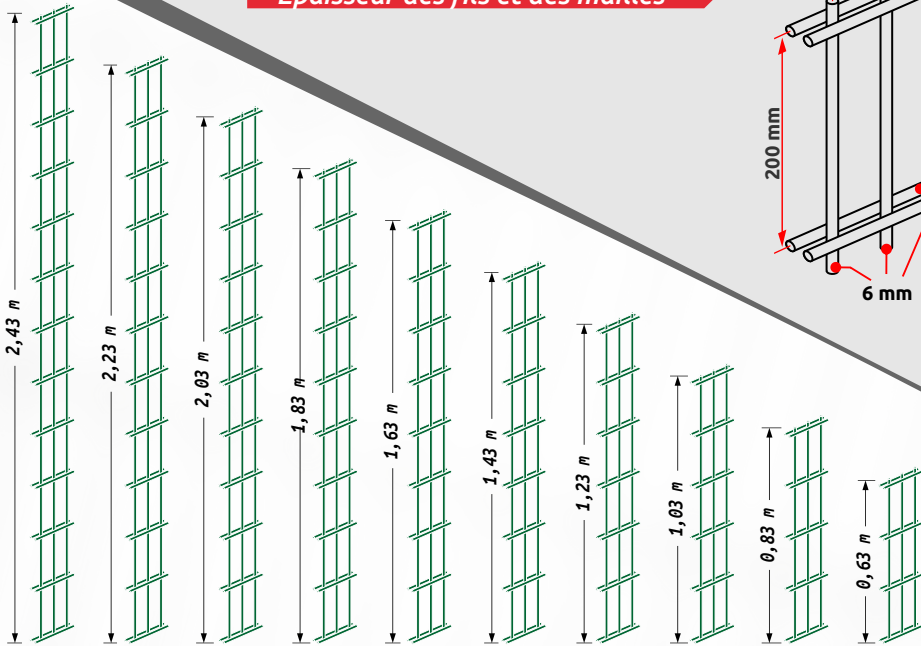 Épaisseur des fils et des mailles
200 mm
6 mm
2,43 m
2,23 m
2,03 m
1,83 m
1,63 m
1,43 m
1,23 m
1,03 m
0,83 m
0,63 m